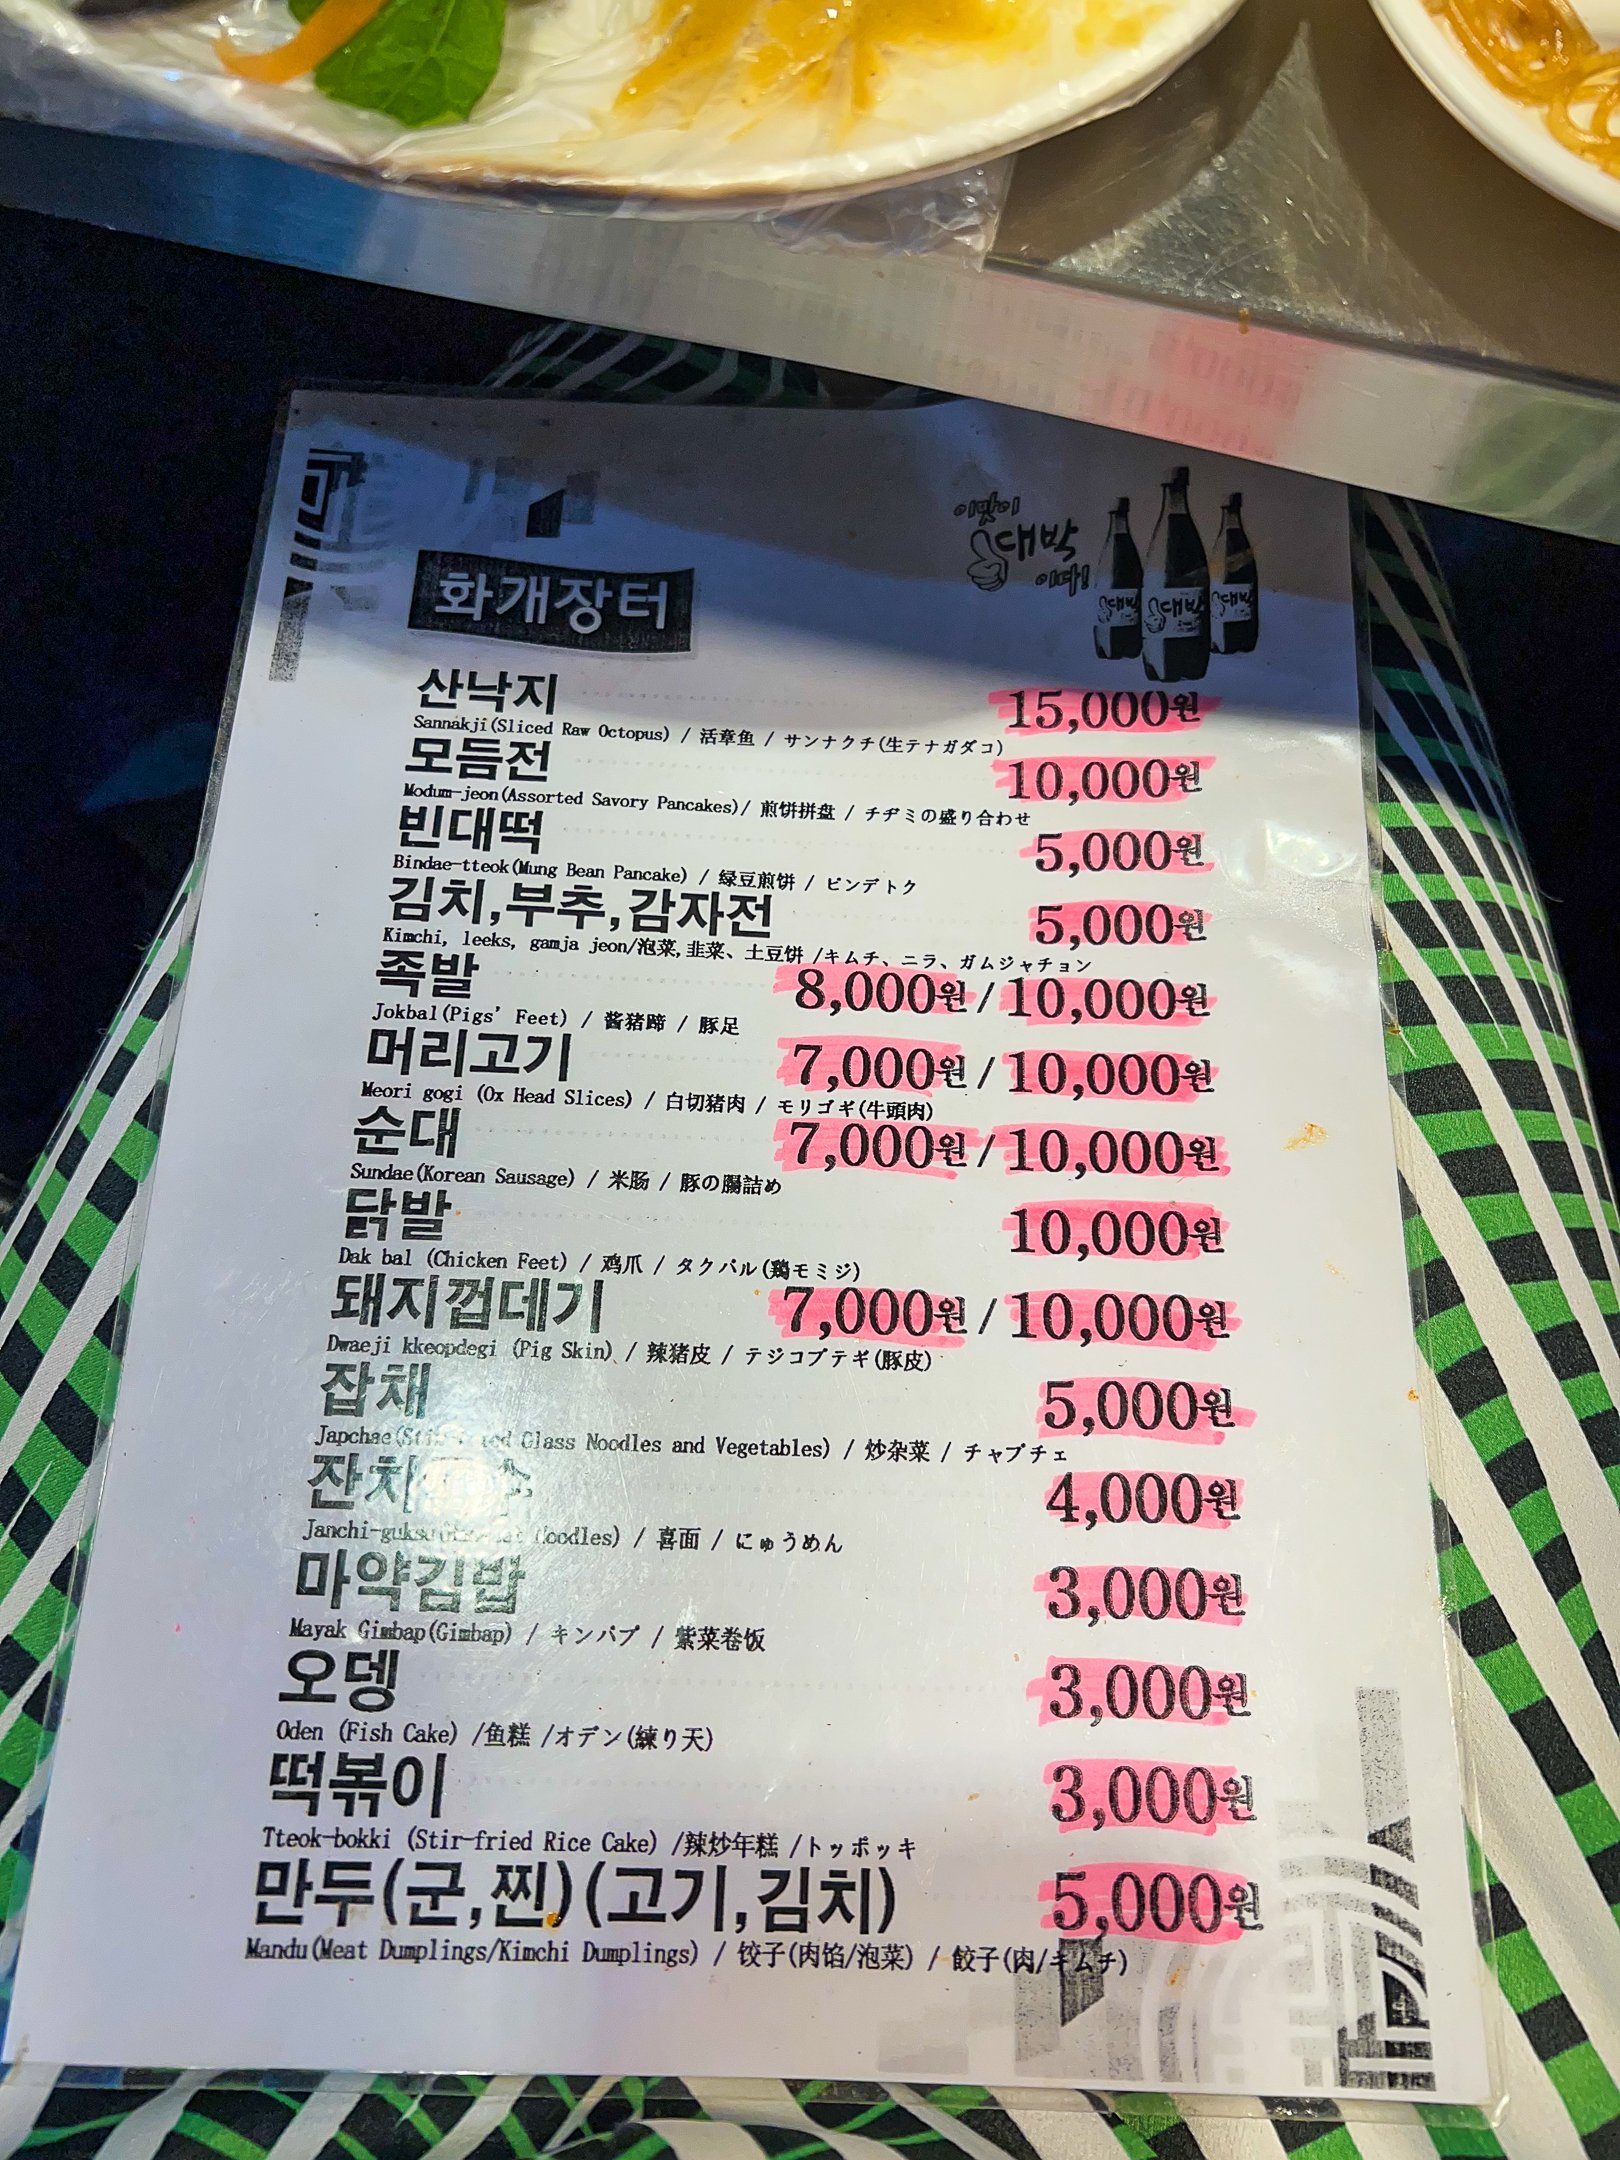 화개장터
이맛이
대박
이다!
대박 대박 대박
산낙지 15,000원
Sannakji(Sliced Raw Octopus) / 活章鱼 / サンナクチ(生テナガダコ)
모듬전 10,000원
Modum-jeon(Assorted Savory Pancakes)/ 煎饼拼盘 / チヂミの盛り合わせ
빈대떡 5,000원
Bindae-tteok(Mung Bean Pancake) / 绿豆煎饼 / ピンデトク
김치,부추,감자전 5,000원
Kimchi, leeks, gamja jeon/泡菜,韭菜、土豆饼 /キムチ、ニラ、ガムジャチョン
족발 8,000원/10,000원
Jokbal(Pigs' Feet) / 酱猪蹄 / 豚足
머리고기 7,000원/10,000원
Meori gogi (Ox Head Slices) / 白切猪肉 / モリゴギ(牛頭肉)
순대 7,000원/10,000원
Sundae(Korean Sausage) / 米肠 / 豚の腸詰め
닭발 10,000원
Dak bal (Chicken Feet) / 鸡爪 / タクパル(鶏モミジ)
돼지껍데기 7,000원/10,000원
Dwaeji kkeopdegi (Pig Skin) / 辣猪皮 / テジコプテギ(豚皮)
잡채 5,000원
Japchae( Glass Noodles and Vegetables) / 炒杂菜 / チャプチェ
잔치 4,000원
Janchi-guksu( Noodles) / 喜面 / にゅうめん
마약김밥 3,000원
Mayak Gimbap(Gimbap) / キンパプ / 紫菜卷饭
오뎅 3,000원
Oden (Fish Cake) /鱼糕 /オデン(練り天)
떡볶이 3,000원
Tteok-bokki (Stir-fried Rice Cake) /辣炒年糕 /トッポッキ
만두(군,찐)(고기,김치) 5,000원
Mandu(Meat Dumplings/Kimchi Dumplings) / 饺子(肉馅/泡菜) / 餃子(肉/キムチ)